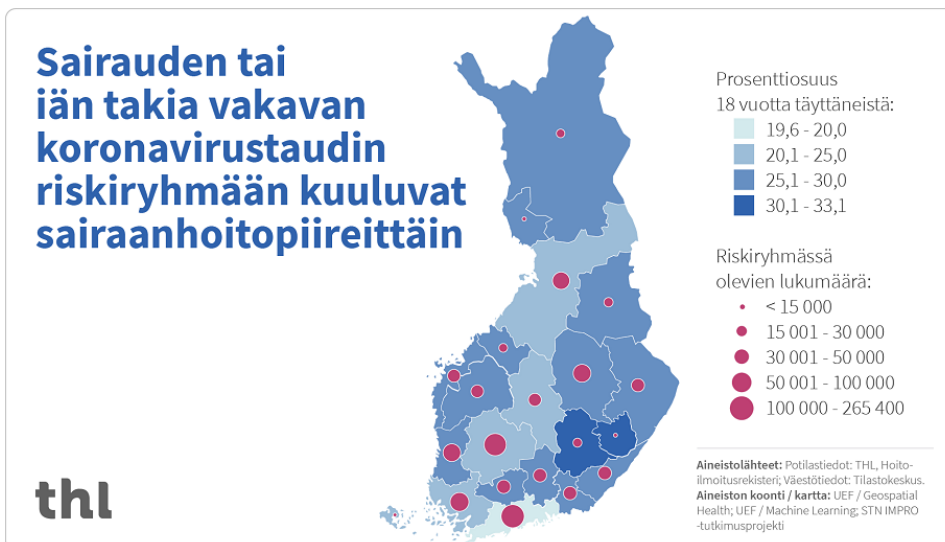 Sairauden tai
iän takia vakavan
koronavirustaudin
riskiryhmään kuuluvat
sairaanhoitopiireittäin
Prosenttiosuus
18 vuotta täyttäneistä:
19,6 - 20,0
20,1 - 25,0
25,1 - 30,0
30,1 - 33,1
Riskiryhmässä
olevien lukumäärä:
< 15 000
15 001 - 30 000
30 001 - 50 000
50 001 - 100 000
100 000 - 265 400
Aineistolähteet: Potilastiedot: THL, Hoito-
ilmoitusrekisteri; Väestötiedot: Tilastokeskus.
Aineiston koonti / kartta: UEF / Geospatial
Health; UEF / Machine Learning; STN IMPRO
-tutkimusprojekti
thl